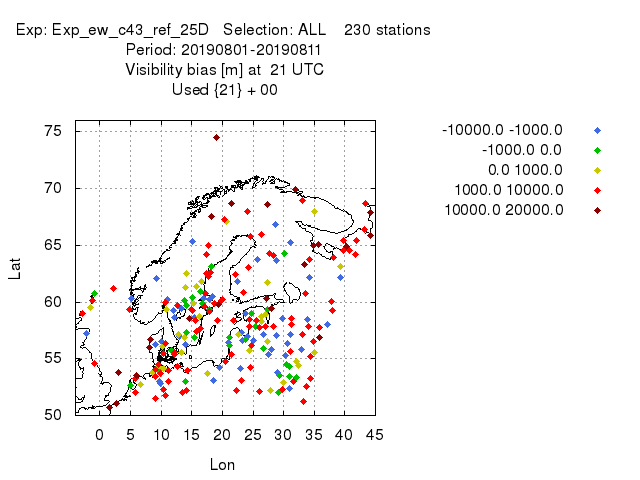 Exp: Exp_ew_c43_ref_25D   Selection: ALL    230 stations
Period: 20190801-20190811
Visibility bias [m] at  21 UTC
Used {21} + 00
-10000.0 -1000.0
-1000.0 0.0
0.0 1000.0
1000.0 10000.0
10000.0 20000.0
75
70
65
60
55
50
Lat
0 5 10 15 20 25 30 35 40 45
Lon